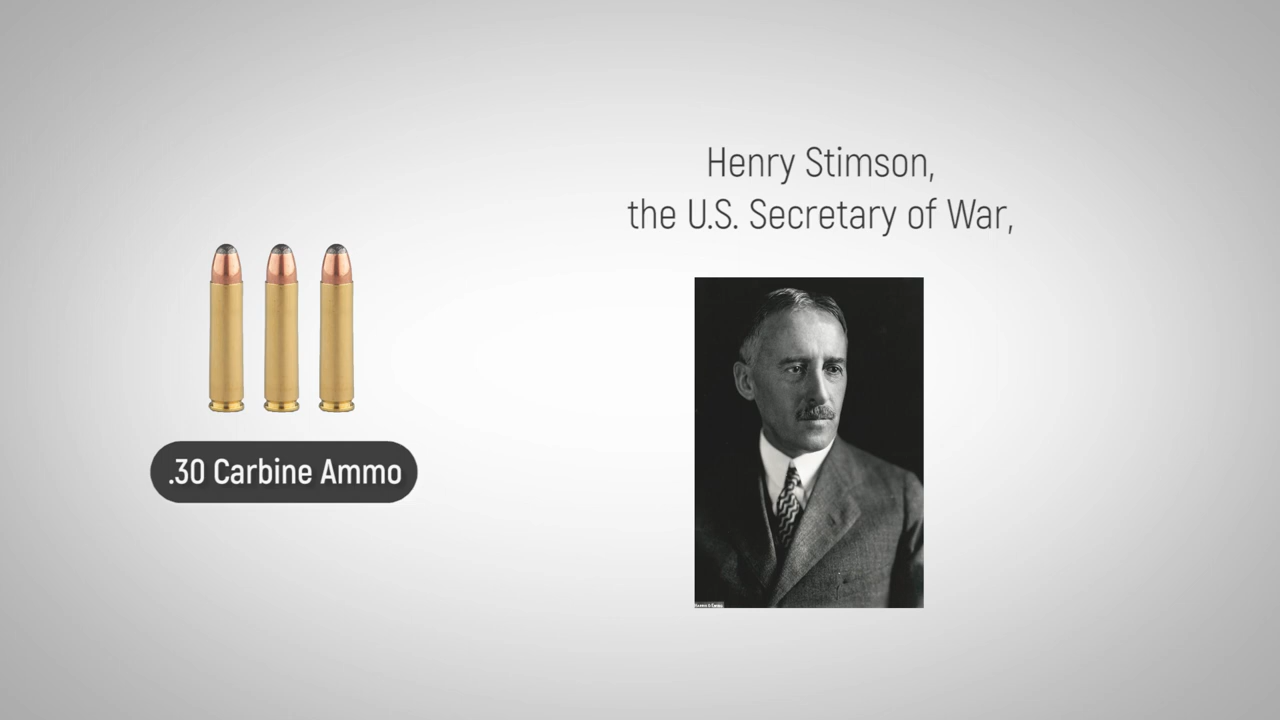 Henry Stimson,
the U.S. Secretary of War,
.30 Carbine Ammo